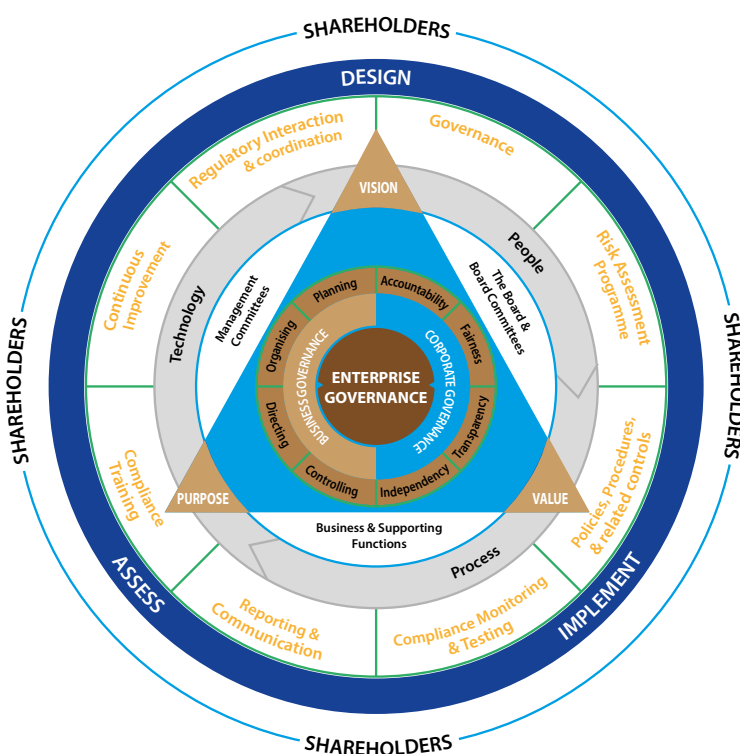 SHAREHOLDERS
DESIGN
Regulatory Interaction
& coordination
Governance
VISION
Continuous
Improvement
Technology
Management
Committees
People
The Board &
Board Committees
Risk Assessment
Programme
Planning
Accountability
Organising
Fairness
BUSINESS GOVERNANCE
CORPORATE GOVERNANCE
ENTERPRISE
GOVERNANCE
SHAREHOLDERS
SHAREHOLDERS
Directing
Transparency
Controlling
Independency
Compliance
Training
PURPOSE
VALUE
Policies, Procedures,
& related controls
Business & Supporting
Functions
Process
ASSESS
IMPLEMENT
Reporting &
Communication
Compliance Monitoring
& Testing
SHAREHOLDERS